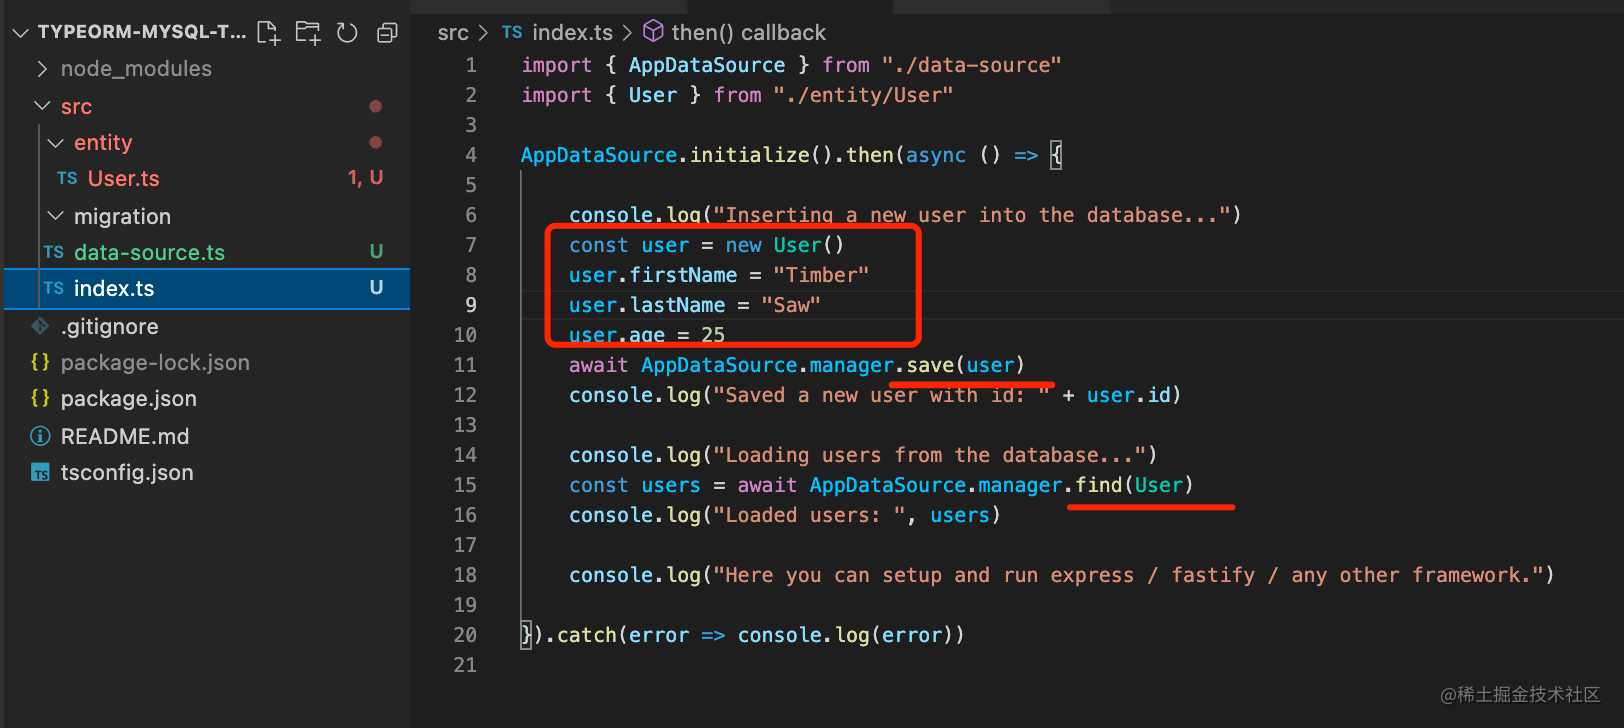 TYPEORM-MYSQL-T...
node_modules
src
entity
TS User.ts 1, U
migration
TS data-source.ts U
TS index.ts U
.gitignore
{} package-lock.json
{} package.json
README.md
TS tsconfig.json
src > TS index.ts > then() callback
1 import { AppDataSource } from "./data-source"
2 import { User } from "./entity/User"
3
4 AppDataSource.initialize().then(async () => {
5
6 console.log("Inserting a new user into the database...")
7 const user = new User()
8 user.firstName = "Timber"
9 user.lastName = "Saw"
10 user.age = 25
11 await AppDataSource.manager.save(user)
12 console.log("Saved a new user with id: " + user.id)
13
14 console.log("Loading users from the database...")
15 const users = await AppDataSource.manager.find(User)
16 console.log("Loaded users: ", users)
17
18 console.log("Here you can setup and run express / fastify / any other framework.")
19
20 }).catch(error => console.log(error))
21
@稀土掘金技术社区